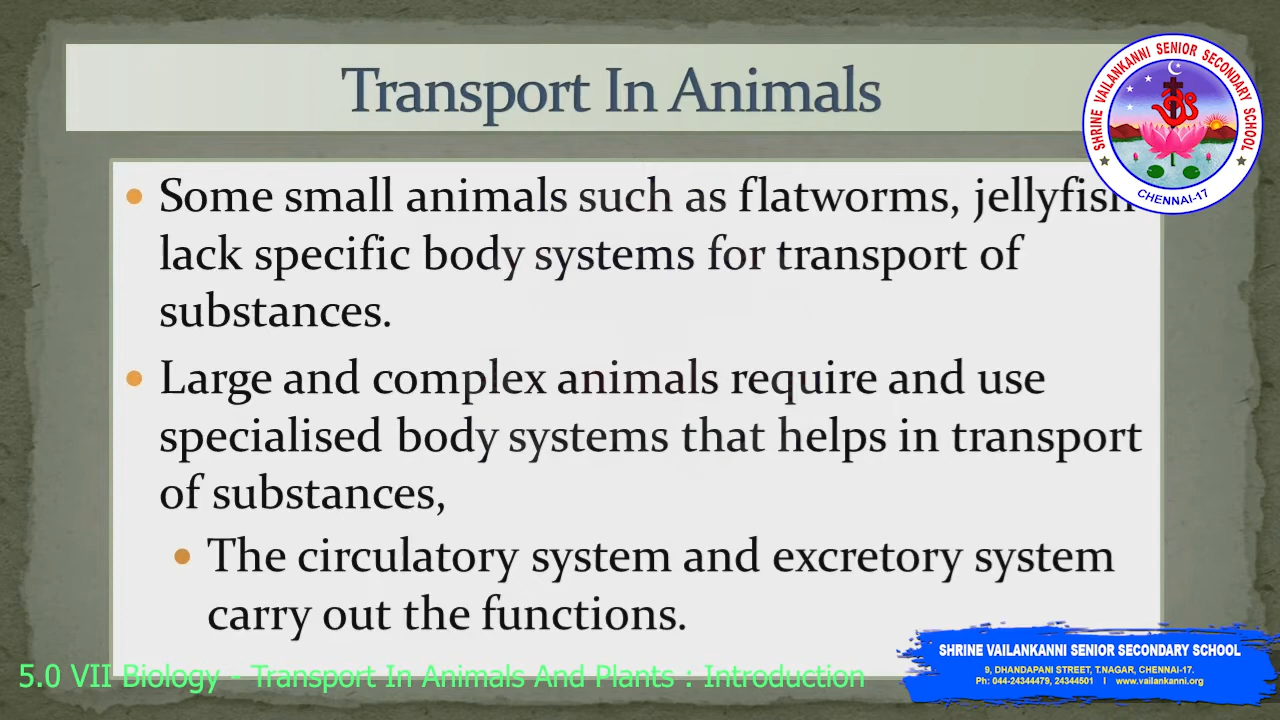 Transport In Animals
SHRINE VAILANKANNI SENIOR SECONDARY SCHOOL
CHENNAI-17
Some small animals such as flatworms, jellyfish
lack specific body systems for transport of
substances.
Large and complex animals require and use
specialised body systems that helps in transport
of substances,
The circulatory system and excretory system
carry out the functions.
5.0 VII Biology - Transport In Animals And Plants : Introduction
SHRINE VAILANKANNI SENIOR SECONDARY SCHOOL
9, DHANDAPANI STREET, T.NAGAR, CHENNAI-17.
Ph: 044-24344479, 24344501 I www.vailankanni.org